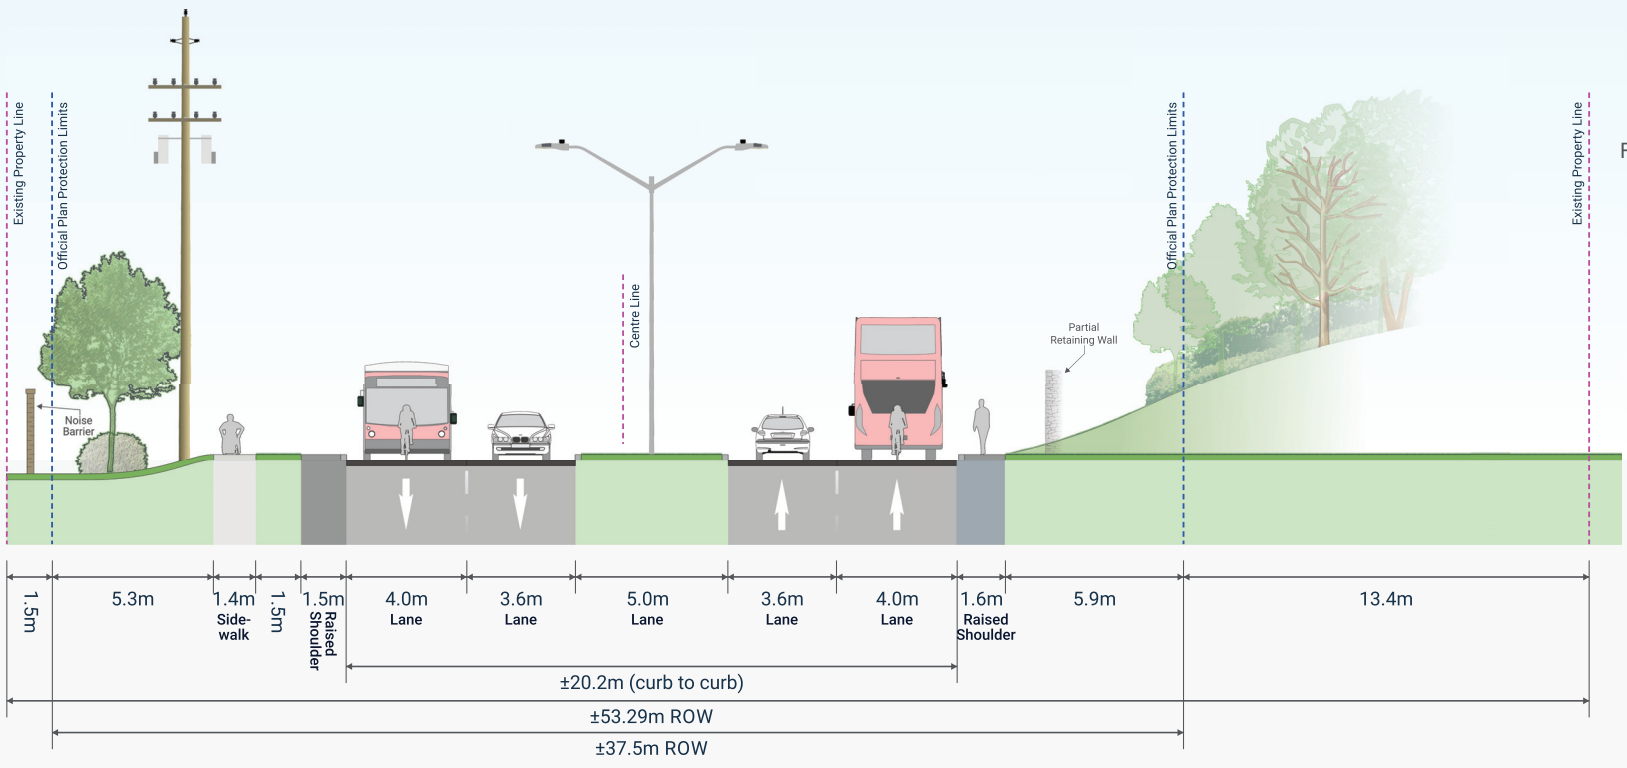 Existing Property Line
Official Plan Protection Limits
Centre Line
Official Plan Protection Limits
Existing Property Line
Noise
Barrier
Partial
Retaining Wall
1.5m
5.3m
1.4m
Side-
walk
1.5m
1.5m
Raised
Shoulder
4.0m
Lane
3.6m
Lane
5.0m
Lane
3.6m
Lane
4.0m
Lane
1.6m
Raised
Shoulder
5.9m
13.4m
±20.2m (curb to curb)
±53.29m ROW
±37.5m ROW